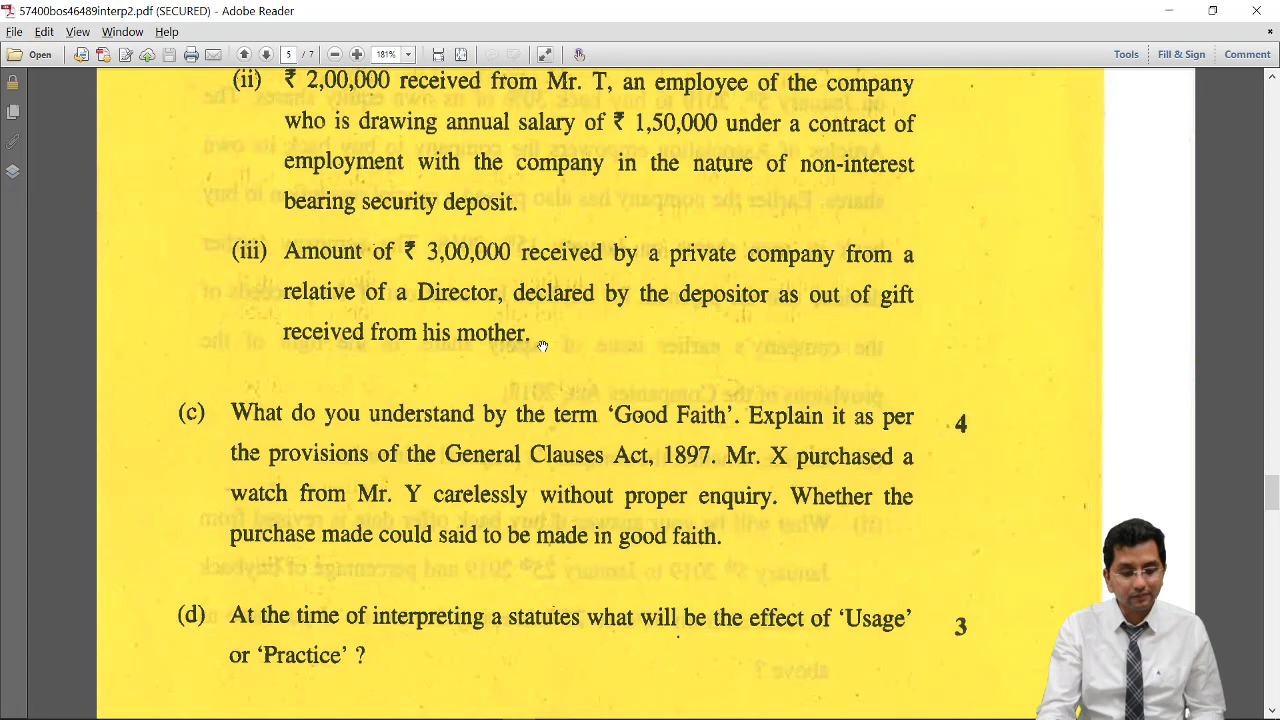 57400bos46489interp2.pdf (SECURED) - Adobe Reader
File Edit View Window Help
Open 5 / 7 181% Tools Fill & Sign Comment
(ii) ₹ 2,00,000 received from Mr. T, an employee of the company
who is drawing annual salary of ₹ 1,50,000 under a contract of
employment with the company in the nature of non-interest
bearing security deposit.
(iii) Amount of ₹ 3,00,000 received by a private company from a
relative of a Director, declared by the depositor as out of gift
received from his mother.
(c) What do you understand by the term ‘Good Faith’. Explain it as per 4
the provisions of the General Clauses Act, 1897. Mr. X purchased a
watch from Mr. Y carelessly without proper enquiry. Whether the
purchase made could said to be made in good faith.
(d) At the time of interpreting a statutes what will be the effect of ‘Usage’ 3
or ‘Practice’ ?